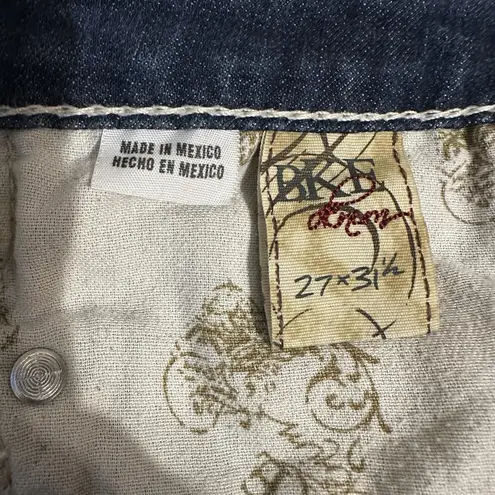 MADE IN MEXICO
HECHO EN MEXICO
BKE
denim
27×31½